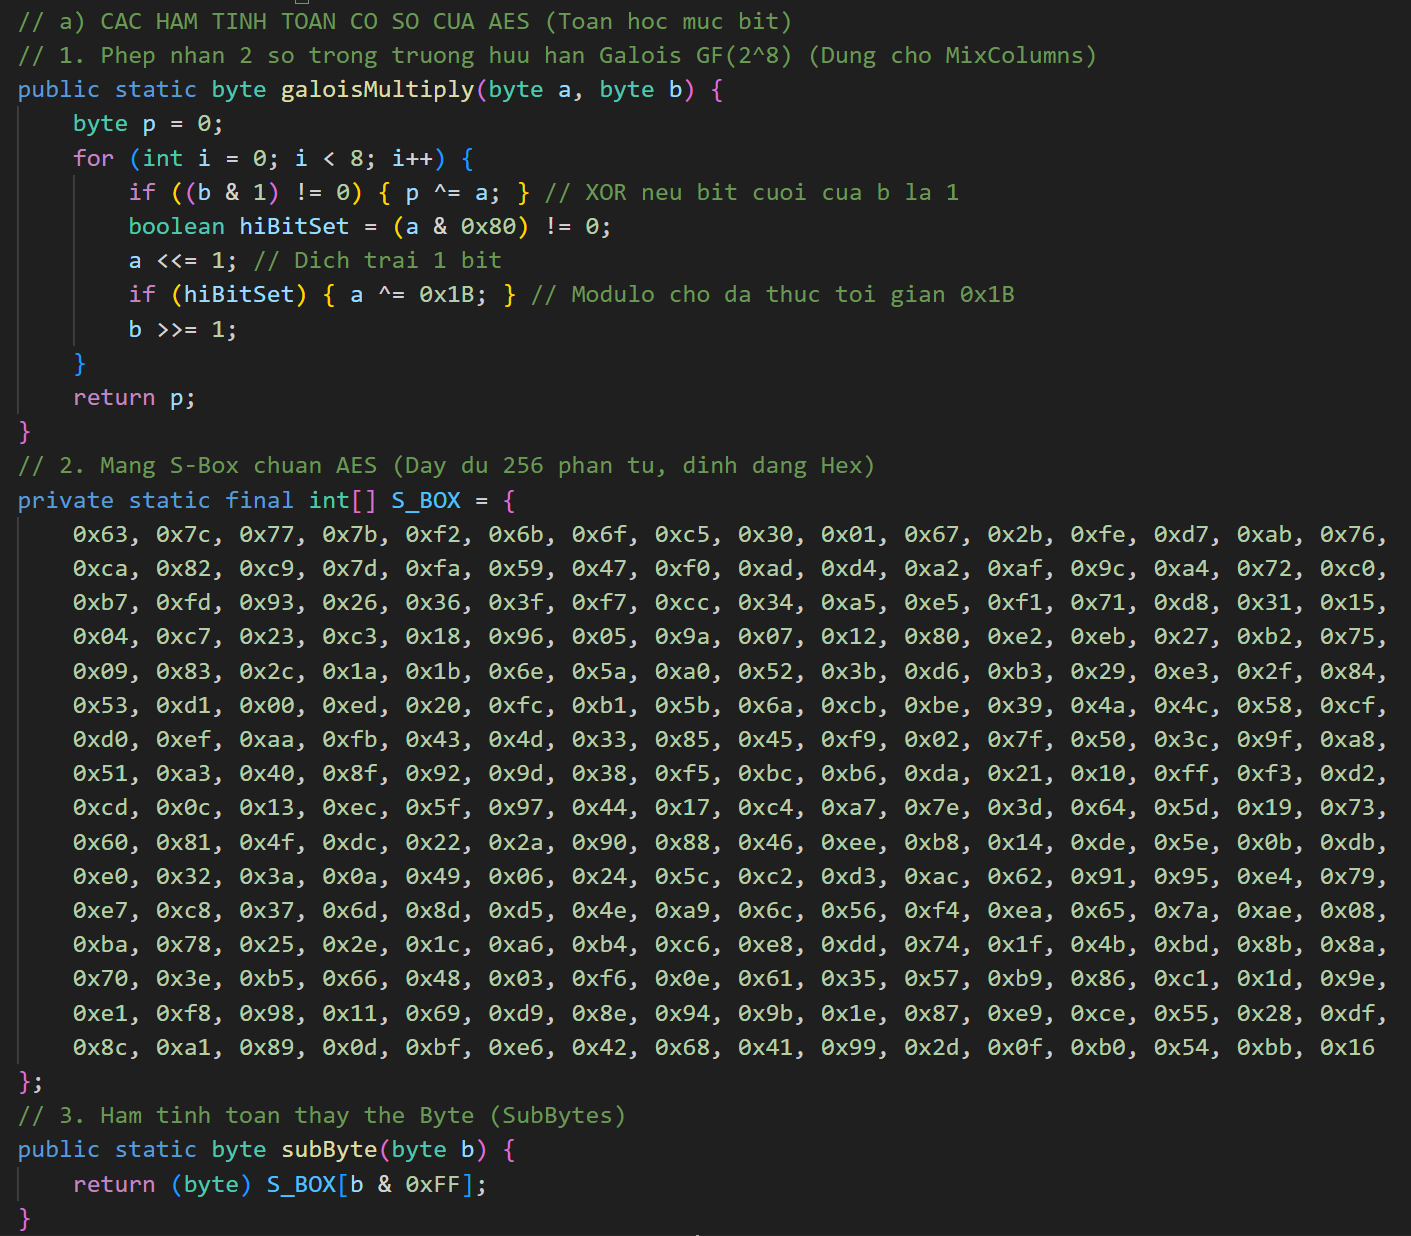 // a) CAC HAM TINH TOAN CO SO CUA AES (Toan hoc muc bit)
// 1. Phep nhan 2 so trong truong huu han Galois GF(2^8) (Dung cho MixColumns)
public static byte galoisMultiply(byte a, byte b) {
    byte p = 0;
    for (int i = 0; i < 8; i++) {
        if ((b & 1) != 0) { p ^= a; } // XOR neu bit cuoi cua b la 1
        boolean hiBitSet = (a & 0x80) != 0;
        a <<= 1; // Dich trai 1 bit
        if (hiBitSet) { a ^= 0x1B; } // Modulo cho da thuc toi gian 0x1B
        b >>= 1;
    }
    return p;
}
// 2. Mang S-Box chuan AES (Day du 256 phan tu, dinh dang Hex)
private static final int[] S_BOX = {
    0x63, 0x7c, 0x77, 0x7b, 0xf2, 0x6b, 0x6f, 0xc5, 0x30, 0x01, 0x67, 0x2b, 0xfe, 0xd7, 0xab, 0x76,
    0xca, 0x82, 0xc9, 0x7d, 0xfa, 0x59, 0x47, 0xf0, 0xad, 0xd4, 0xa2, 0xaf, 0x9c, 0xa4, 0x72, 0xc0,
    0xb7, 0xfd, 0x93, 0x26, 0x36, 0x3f, 0xf7, 0xcc, 0x34, 0xa5, 0xe5, 0xf1, 0x71, 0xd8, 0x31, 0x15,
    0x04, 0xc7, 0x23, 0xc3, 0x18, 0x96, 0x05, 0x9a, 0x07, 0x12, 0x80, 0xe2, 0xeb, 0x27, 0xb2, 0x75,
    0x09, 0x83, 0x2c, 0x1a, 0x1b, 0x6e, 0x5a, 0xa0, 0x52, 0x3b, 0xd6, 0xb3, 0x29, 0xe3, 0x2f, 0x84,
    0x53, 0xd1, 0x00, 0xed, 0x20, 0xfc, 0xb1, 0x5b, 0x6a, 0xcb, 0xbe, 0x39, 0x4a, 0x4c, 0x58, 0xcf,
    0xd0, 0xef, 0xaa, 0xfb, 0x43, 0x4d, 0x33, 0x85, 0x45, 0xf9, 0x02, 0x7f, 0x50, 0x3c, 0x9f, 0xa8,
    0x51, 0xa3, 0x40, 0x8f, 0x92, 0x9d, 0x38, 0xf5, 0xbc, 0xb6, 0xda, 0x21, 0x10, 0xff, 0xf3, 0xd2,
    0xcd, 0x0c, 0x13, 0xec, 0x5f, 0x97, 0x44, 0x17, 0xc4, 0xa7, 0x7e, 0x3d, 0x64, 0x5d, 0x19, 0x73,
    0x60, 0x81, 0x4f, 0xdc, 0x22, 0x2a, 0x90, 0x88, 0x46, 0xee, 0xb8, 0x14, 0xde, 0x5e, 0x0b, 0xdb,
    0xe0, 0x32, 0x3a, 0x0a, 0x49, 0x06, 0x24, 0x5c, 0xc2, 0xd3, 0xac, 0x62, 0x91, 0x95, 0xe4, 0x79,
    0xe7, 0xc8, 0x37, 0x6d, 0x8d, 0xd5, 0x4e, 0xa9, 0x6c, 0x56, 0xf4, 0xea, 0x65, 0x7a, 0xae, 0x08,
    0xba, 0x78, 0x25, 0x2e, 0x1c, 0xa6, 0xb4, 0xc6, 0xe8, 0xdd, 0x74, 0x1f, 0x4b, 0xbd, 0x8b, 0x8a,
    0x70, 0x3e, 0xb5, 0x66, 0x48, 0x03, 0xf6, 0x0e, 0x61, 0x35, 0x57, 0xb9, 0x86, 0xc1, 0x1d, 0x9e,
    0xe1, 0xf8, 0x98, 0x11, 0x69, 0xd9, 0x8e, 0x94, 0x9b, 0x1e, 0x87, 0xe9, 0xce, 0x55, 0x28, 0xdf,
    0x8c, 0xa1, 0x89, 0x0d, 0xbf, 0xe6, 0x42, 0x68, 0x41, 0x99, 0x2d, 0x0f, 0xb0, 0x54, 0xbb, 0x16
};
// 3. Ham tinh toan thay the Byte (SubBytes)
public static byte subByte(byte b) {
    return (byte) S_BOX[b & 0xFF];
}